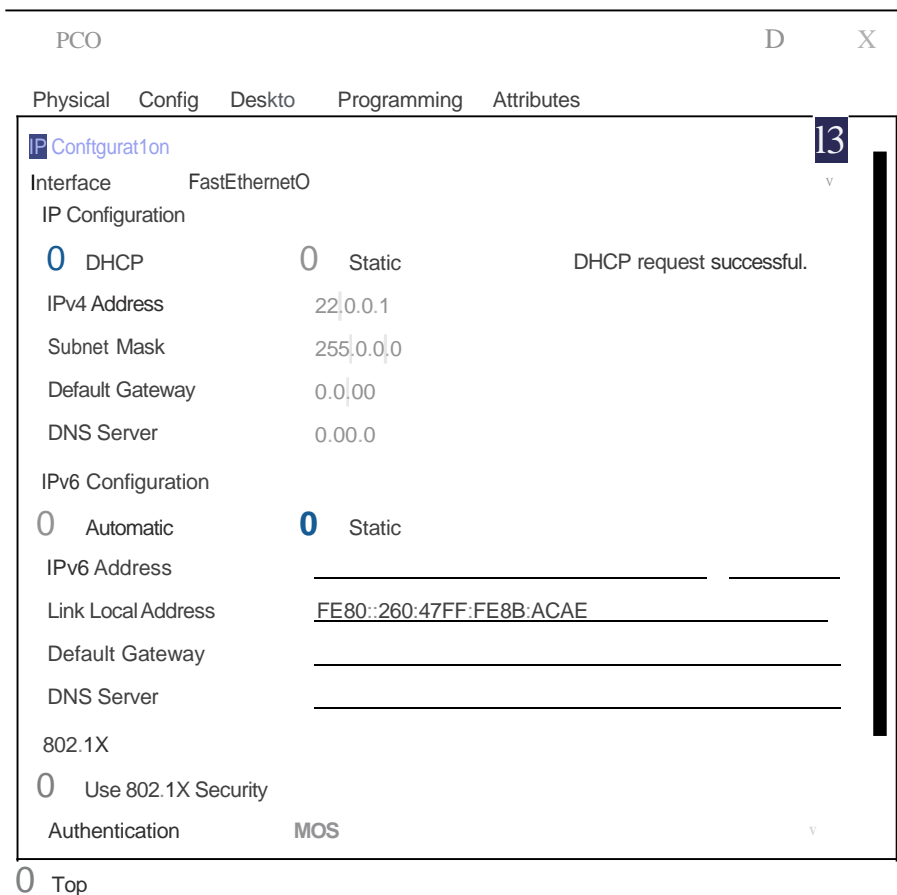 PCO D X
Physical Config Deskto Programming Attributes
IP Conftgurat1on l3
Interface FastEthernetO v
IP Configuration
0 DHCP 0 Static DHCP request successful.
IPv4 Address 22.0.0.1
Subnet Mask 255.0.0.0
Default Gateway 0.0.00
DNS Server 0.00.0
IPv6 Configuration
0 Automatic 0 Static
IPv6 Address
Link Local Address FE80::260:47FF:FE8B:ACAE
Default Gateway
DNS Server
802.1X
0 Use 802.1X Security
Authentication MOS v
0 Top